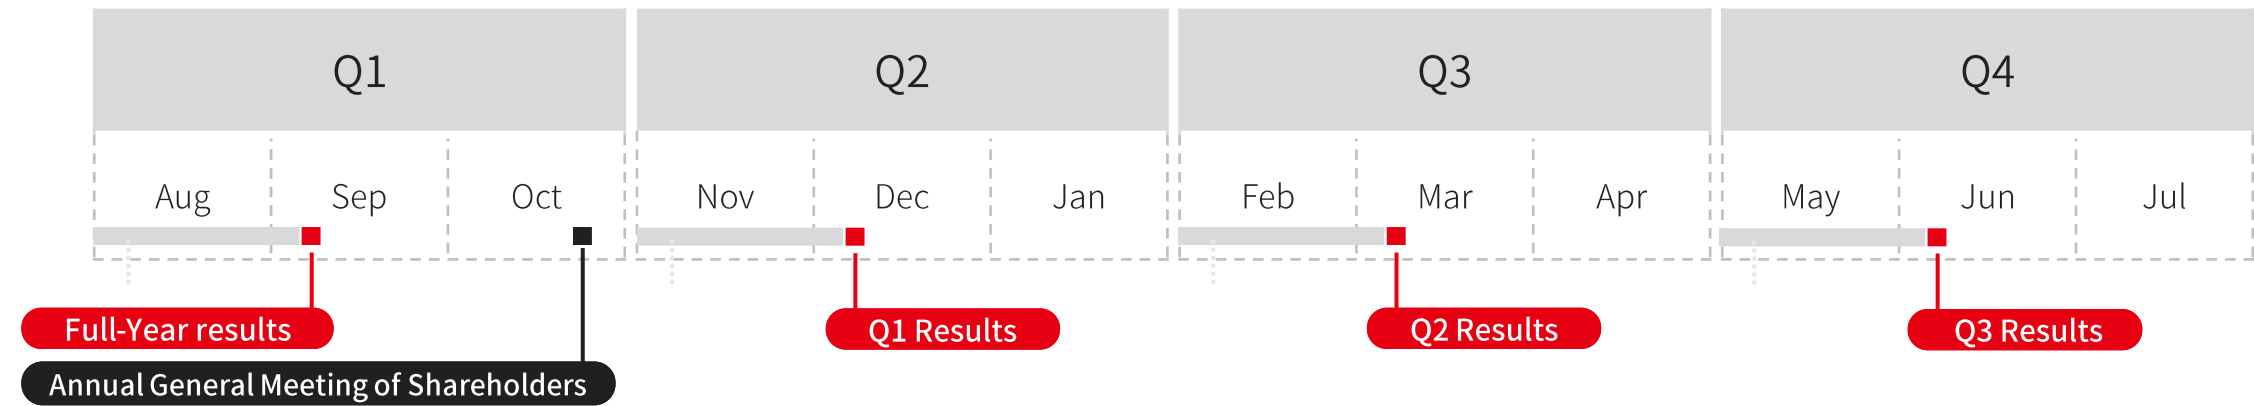 Q1
Q2
Q3
Q4
Aug
Sep
Oct
Nov
Dec
Jan
Feb
Mar
Apr
May
Jun
Jul
Full-Year results
Q1 Results
Q2 Results
Q3 Results
Annual General Meeting of Shareholders